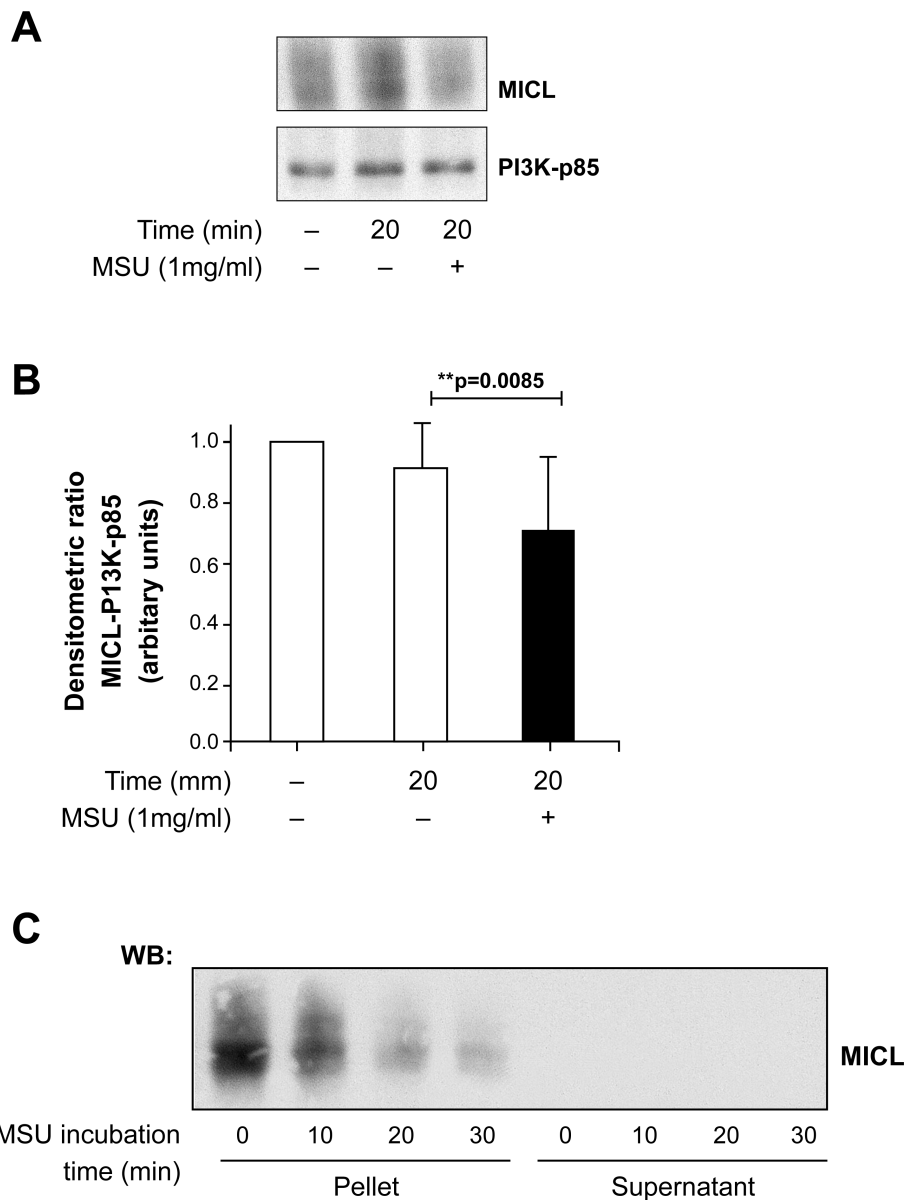 A
MICL
PI3K-p85
Time (min) – 20 20
MSU (1mg/ml) – – +
B
**p=0.0085
Densitometric ratio
MICL-P13K-p85
(arbitary units)
1.0
0.8
0.6
0.4
0.2
0.0
Time (mm) – 20 20
MSU (1mg/ml) – – +
C
WB:
MICL
MSU incubation
time (min)
0 10 20 30 0 10 20 30
Pellet Supernatant